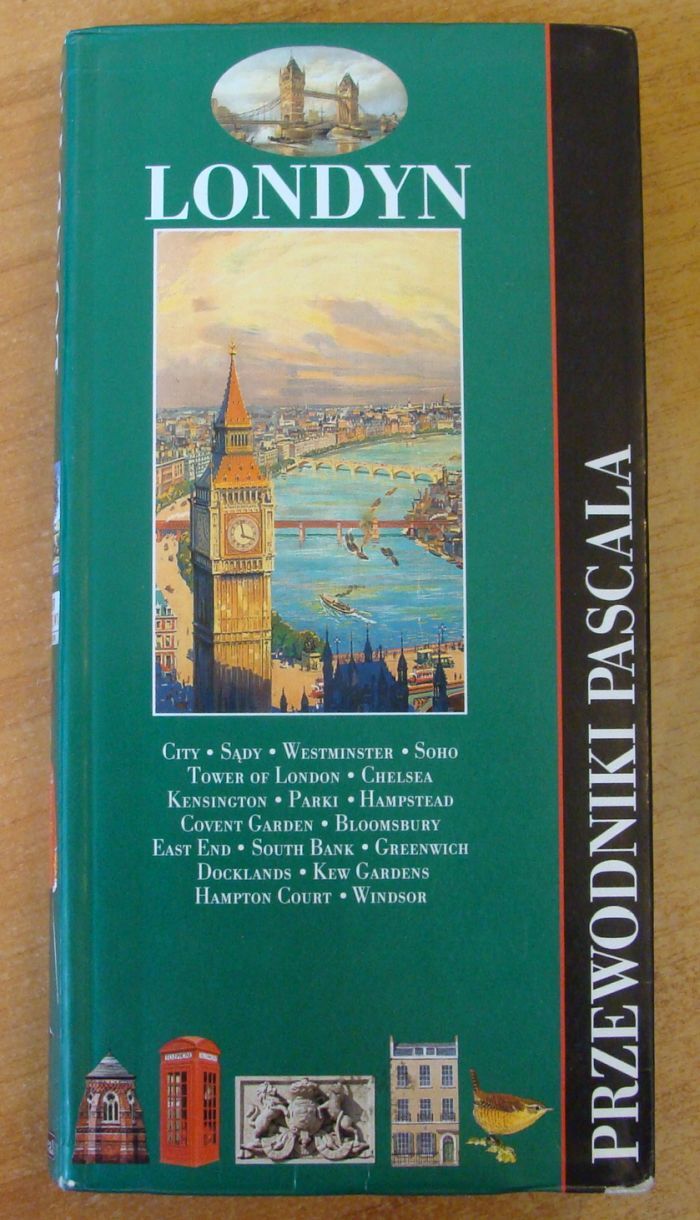 LONDYN
CITY • SĄDY • WESTMINSTER • SOHO
TOWER OF LONDON • CHELSEA
KENSINGTON • PARKI • HAMPSTEAD
COVENT GARDEN • BLOOMSBURY
EAST END • SOUTH BANK • GREENWICH
DOCKLANDS • KEW GARDENS
HAMPTON COURT • WINDSOR
TELEPHONE
PRZEWODNIKI PASCALA